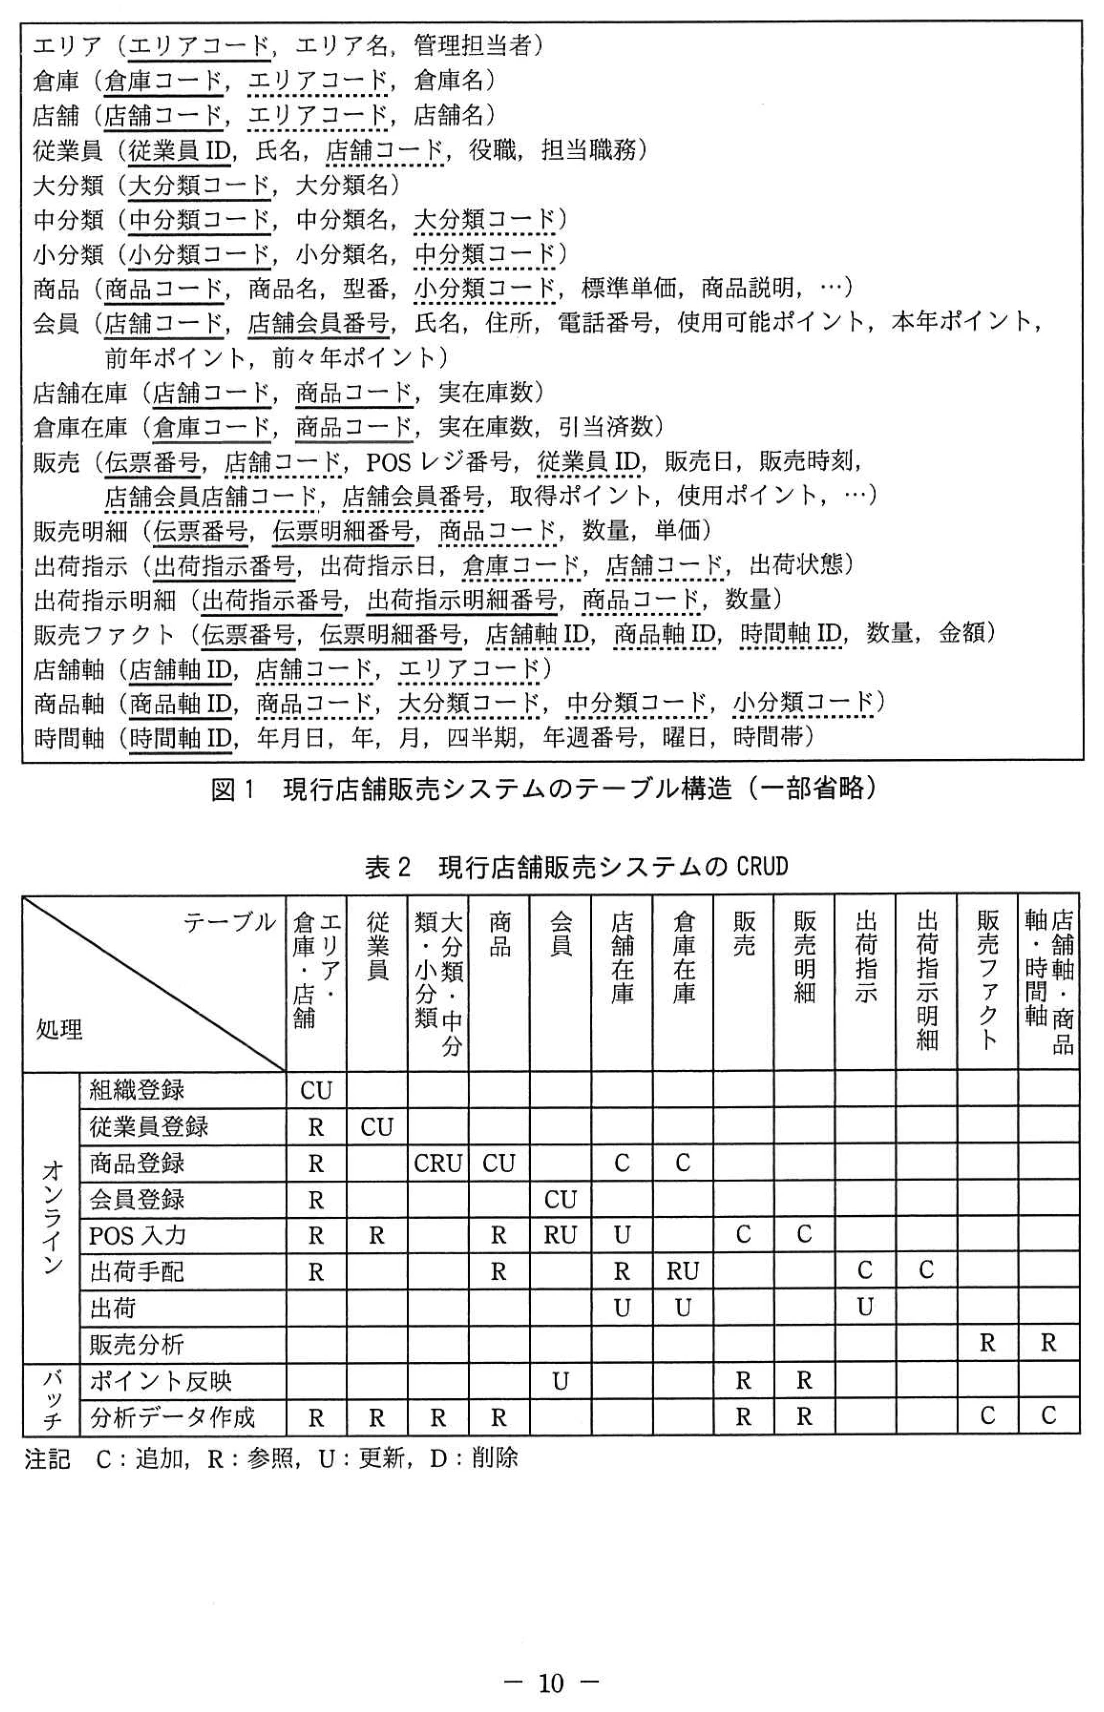 エリア（エリアコード，エリア名，管理担当者）
倉庫（倉庫コード，エリアコード，倉庫名）
店舗（店舗コード，エリアコード，店舗名）
従業員（従業員 ID，氏名，店舗コード，役職，担当職務）
大分類（大分類コード，大分類名）
中分類（中分類コード，中分類名，大分類コード）
小分類（小分類コード，小分類名，中分類コード）
商品（商品コード，商品名，型番，小分類コード，標準単価，商品説明，…）
会員（店舗コード，店舗会員番号，氏名，住所，電話番号，使用可能ポイント，本年ポイント，
前年ポイント，前々年ポイント）
店舗在庫（店舗コード，商品コード，実在庫数）
倉庫在庫（倉庫コード，商品コード，実在庫数，引当済数）
販売（伝票番号，店舗コード，POS レジ番号，従業員 ID，販売日，販売時刻，
店舗会員店舗コード，店舗会員番号，取得ポイント，使用ポイント，…）
販売明細（伝票番号，伝票明細番号，商品コード，数量，単価）
出荷指示（出荷指示番号，出荷指示日，倉庫コード，店舗コード，出荷状態）
出荷指示明細（出荷指示番号，出荷指示明細番号，商品コード，数量）
販売ファクト（伝票番号，伝票明細番号，店舗軸 ID，商品軸 ID，時間軸 ID，数量，金額）
店舗軸（店舗軸 ID，店舗コード，エリアコード）
商品軸（商品軸 ID，商品コード，大分類コード，中分類コード，小分類コード）
時間軸（時間軸 ID，年月日，年，月，四半期，年週番号，曜日，時間帯）
図 1　現行店舗販売システムのテーブル構造（一部省略）
表 2　現行店舗販売システムの CRUD
処理 テーブル エリア・倉庫・店舗 従業員 大分類・中分類・小分類 商品 会員 店舗在庫 倉庫在庫 販売 販売明細 出荷指示 出荷指示明細 販売ファクト 店舗軸・商品軸・時間軸
オンライン
組織登録 CU
従業員登録 R CU
商品登録 R CRU CU C C
会員登録 R CU
POS 入力 R R R RU U C C
出荷手配 R R R RU C C
出荷 U U U
販売分析 R R
バッチ
ポイント反映 U R R
分析データ作成 R R R R R R C C
注記　C：追加，R：参照，U：更新，D：削除
－ 10 －